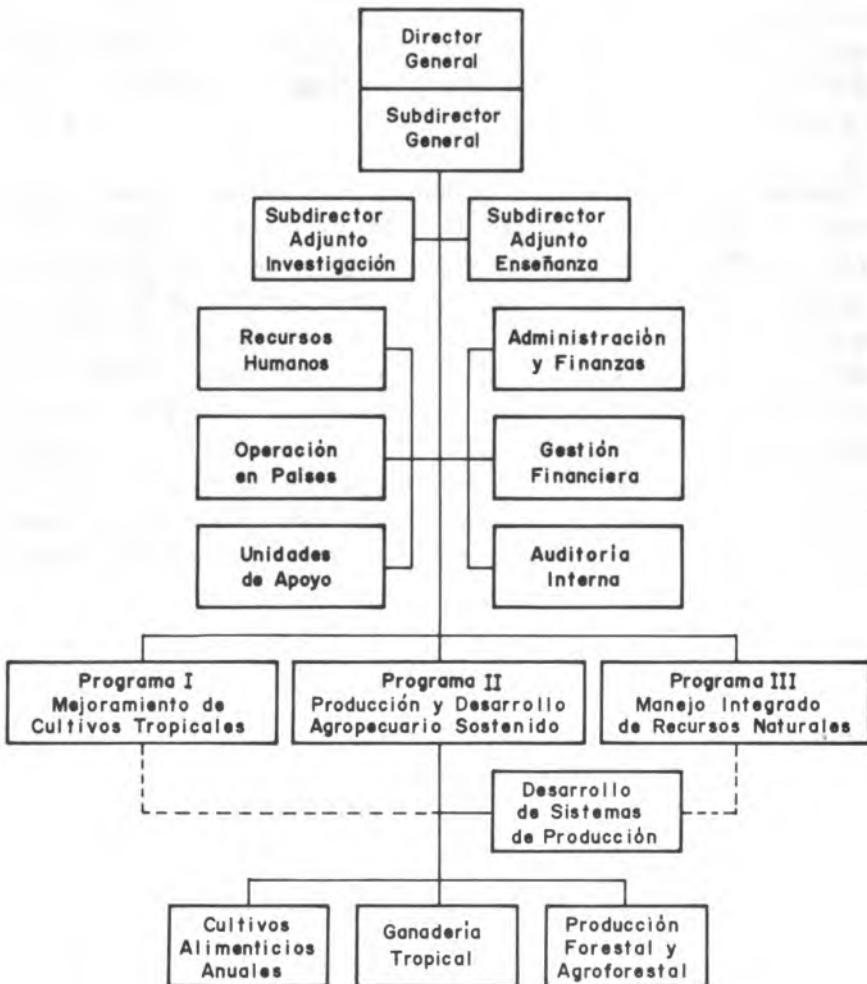 Director
General
Subdirector
General
Subdirector
Adjunto
Investigación
Subdirector
Adjunto
Enseñanza
Recursos
Humanos
Administración
y Finanzas
Operación
en Paises
Gestión
Financiera
Unidades
de Apoyo
Auditoría
Interna
Programa I
Mejoramiento de
Cultivos Tropicales
Programa II
Producción y Desarrollo
Agropecuario Sostenido
Programa III
Manejo Integrado
de Recursos Naturales
Desarrollo
de Sistemas
de Producción
Cultivos
Alimenticios
Anuales
Ganadería
Tropical
Producción
Forestal y
Agroforestal